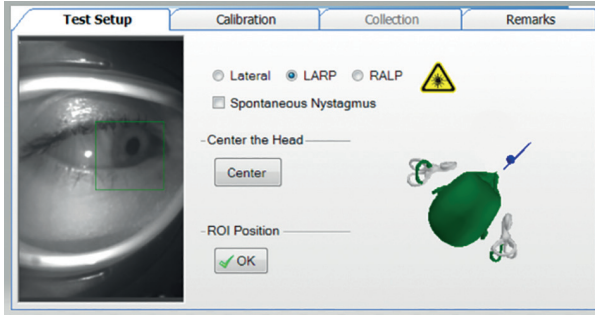 Test Setup Calibration Collection Remarks
Lateral LARP RALP
Spontaneous Nystagmus
Center the Head
Center
ROI Position
OK